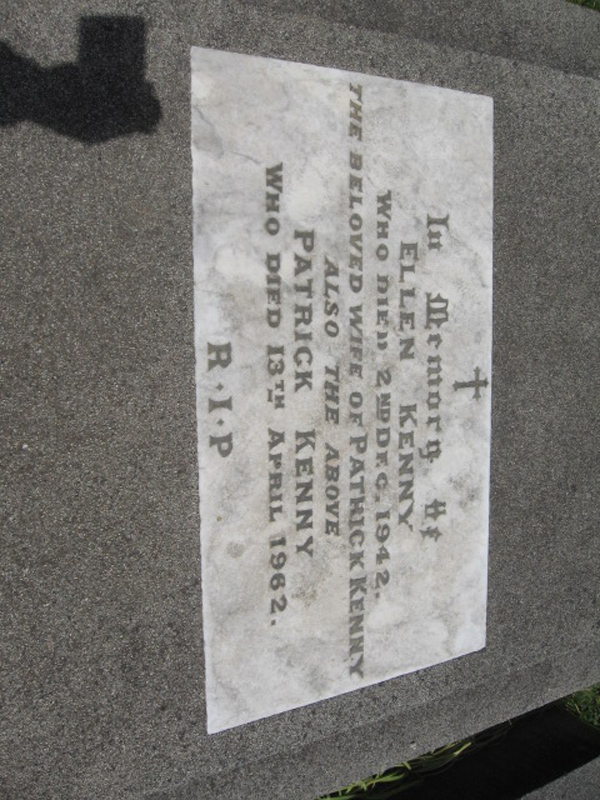 In Memory Of
ELLEN KENNY
WHO DIED 2ND DEC. 1942.
THE BELOVED WIFE OF PATRICK KENNY
ALSO THE ABOVE
PATRICK KENNY
WHO DIED 13TH APRIL 1962.
R.I.P